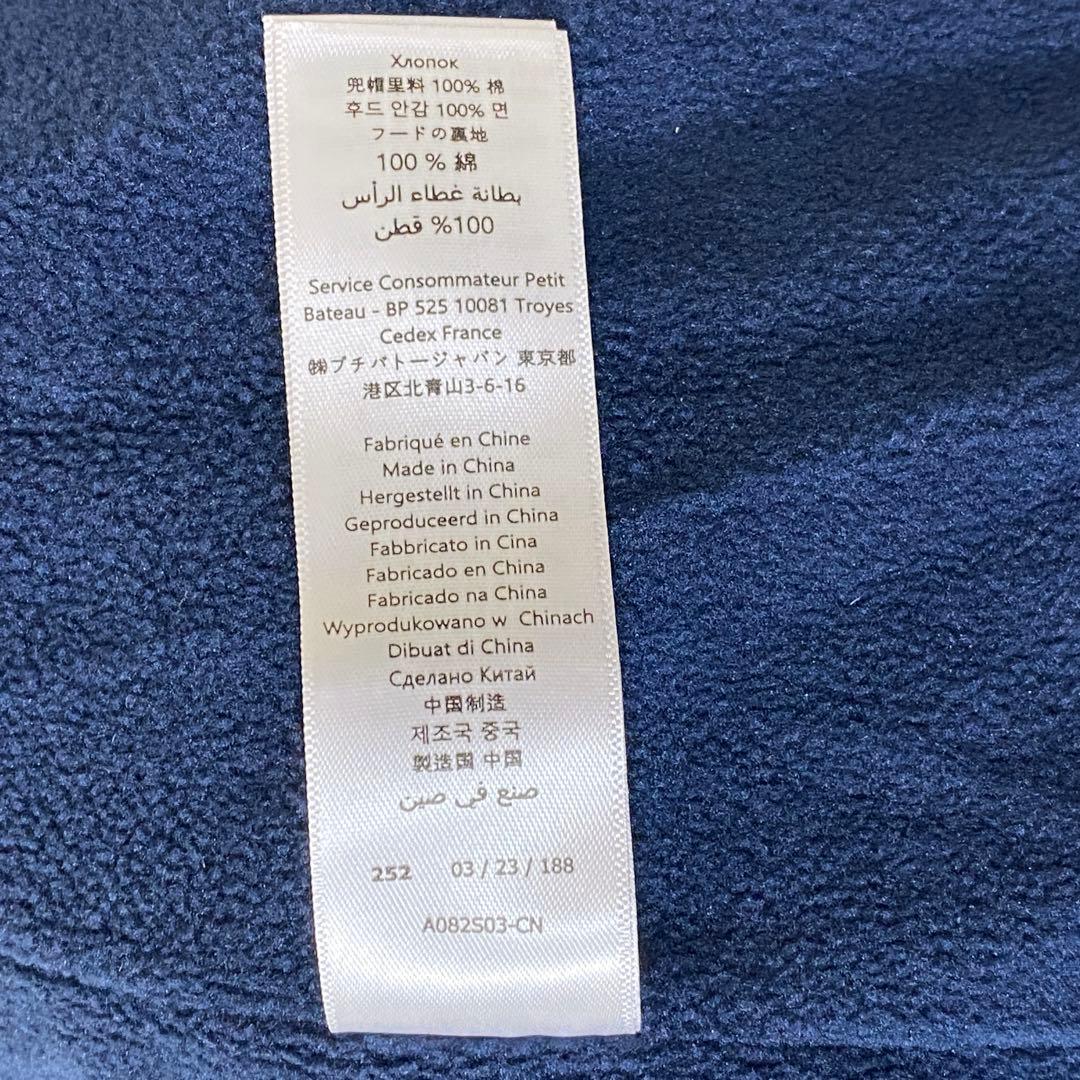 Хлопок
兜帽里料 100% 棉
후드 안감 100% 면
フードの裏地
100 % 綿
بطانة غطاء الرأس
100% قطن
Service Consommateur Petit
Bateau - BP 525 10081 Troyes
Cedex France
㈱プチバトージャパン 東京都
港区北青山3-6-16
Fabriqué en Chine
Made in China
Hergestellt in China
Geproduceerd in China
Fabbricato in Cina
Fabricado en China
Fabricado na China
Wyprodukowano w Chinach
Dibuat di China
Сделано Китай
中国制造
제조국 중국
製造国 中国
صنع في صين
252 03 / 23 / 188
A082S03-CN